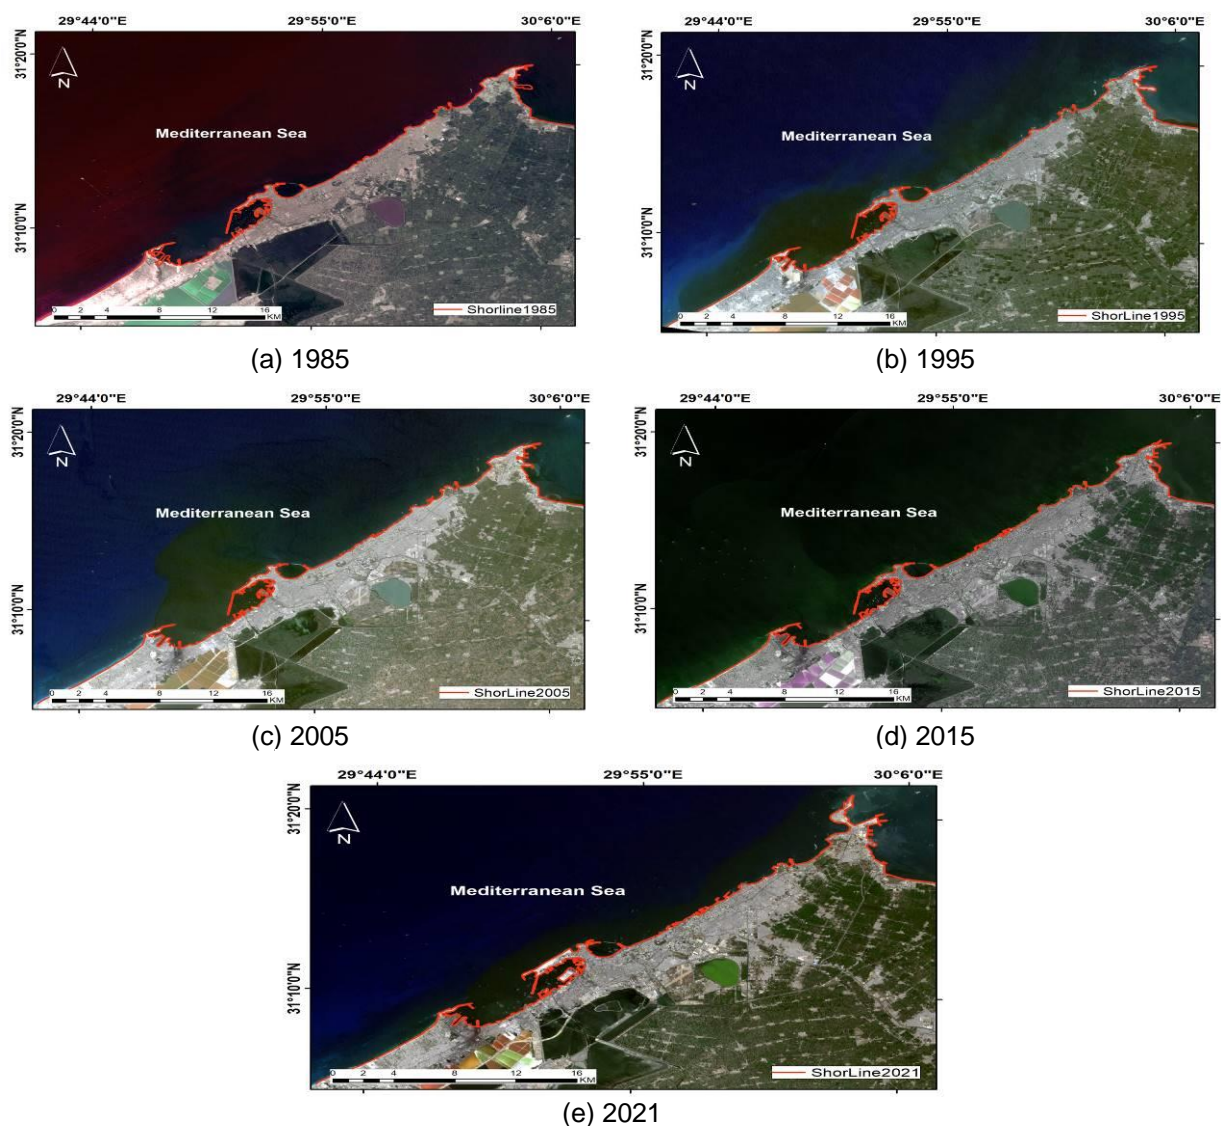 29°44'0"E 29°55'0"E 30°6'0"E
31°20'0"N
N
Mediterranean Sea
31°10'0"N
0 2 4 8 12 16
KM
Shorline1985
(a) 1985
29°44'0"E 29°55'0"E 30°6'0"E
31°20'0"N
N
Mediterranean Sea
31°10'0"N
0 2 4 8 12 16
KM
ShorLine1995
(b) 1995
29°44'0"E 29°55'0"E 30°6'0"E
31°20'0"N
N
Mediterranean Sea
31°10'0"N
0 2 4 8 12 16
KM
ShorLine2005
(c) 2005
29°44'0"E 29°55'0"E 30°6'0"E
31°20'0"N
N
Mediterranean Sea
31°10'0"N
0 2 4 8 12 16
KM
ShorLine2015
(d) 2015
29°44'0"E 29°55'0"E 30°6'0"E
31°20'0"N
N
Mediterranean Sea
31°10'0"N
0 2 4 8 12 16
KM
ShorLine2021
(e) 2021